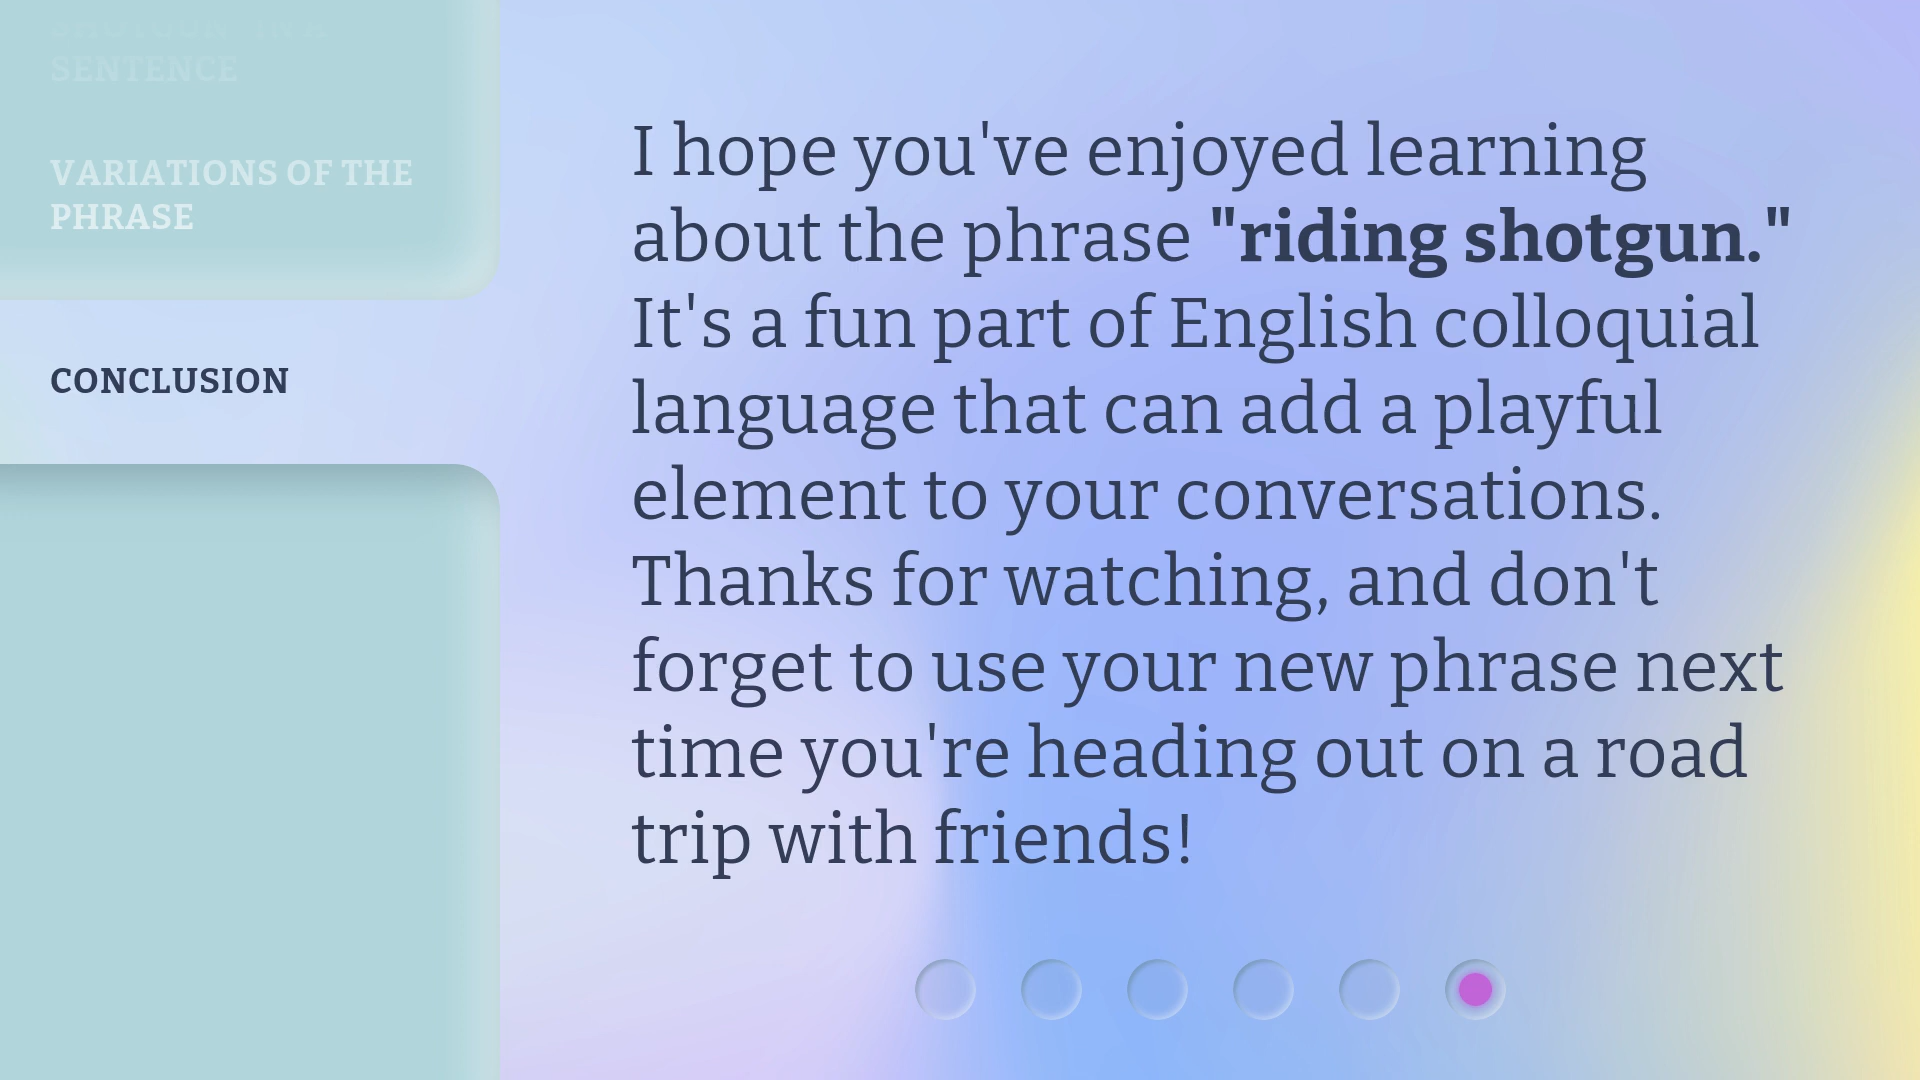 SHOTGUN" IN A
SENTENCE
VARIATIONS OF THE
PHRASE
CONCLUSION
I hope you've enjoyed learning
about the phrase "riding shotgun."
It's a fun part of English colloquial
language that can add a playful
element to your conversations.
Thanks for watching, and don't
forget to use your new phrase next
time you're heading out on a road
trip with friends!